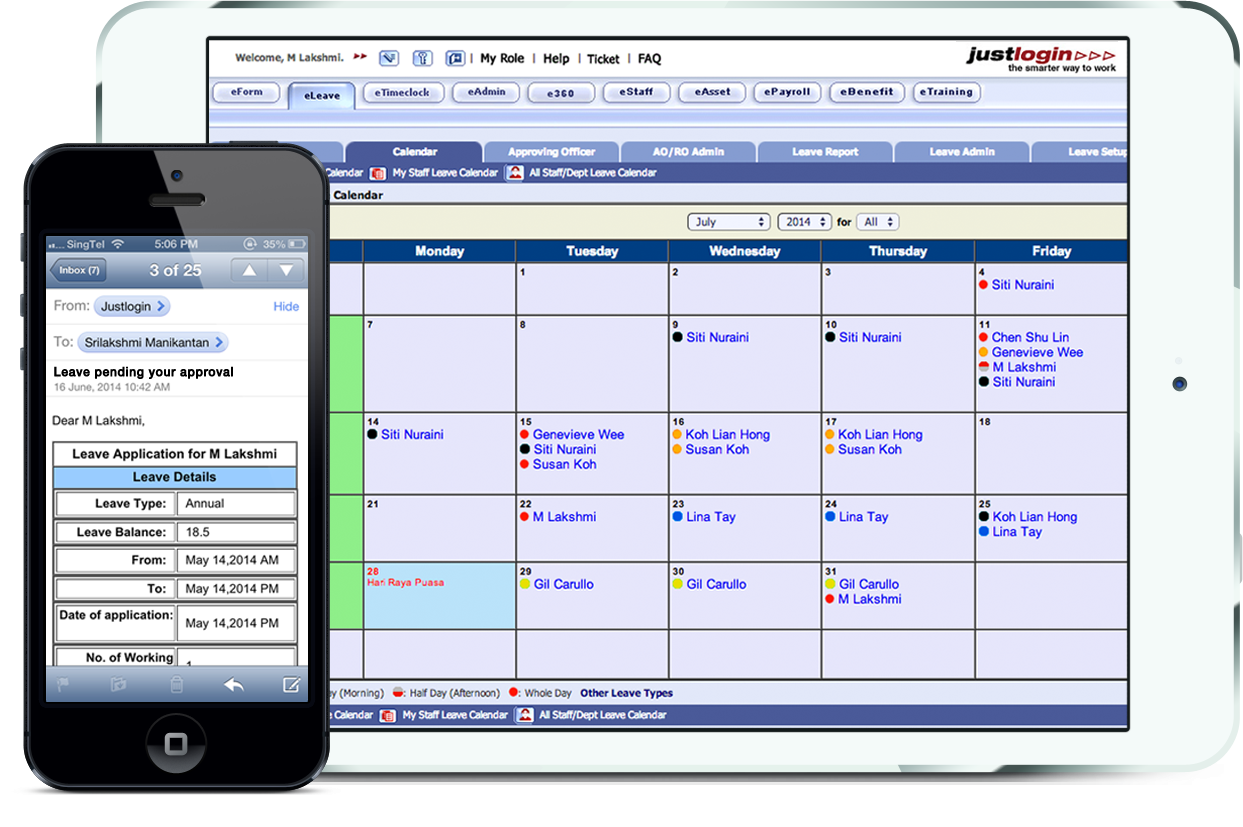 Welcome, M Lakshmi. | My Role | Help | Ticket | FAQ
justlogin
the smarter way to work
eForm eLeave eTimeclock eAdmin e360 eStaff eAsset ePayroll eBenefit eTraining
Calendar Approving Officer AO/RO Admin Leave Report Leave Admin Leave Setup
Calendar My Staff Leave Calendar All Staff/Dept Leave Calendar
Calendar
July 2014 for All
Monday Tuesday Wednesday Thursday Friday
1 2 3 4
Siti Nuraini
7 8 9 10 11
Siti Nuraini Siti Nuraini Chen Shu Lin
Genevieve Wee
M Lakshmi
Siti Nuraini
14 15 16 17 18
Siti Nuraini Genevieve Wee Koh Lian Hong Koh Lian Hong
Siti Nuraini Susan Koh Susan Koh
Susan Koh
21 22 23 24 25
M Lakshmi Lina Tay Lina Tay Koh Lian Hong
Lina Tay
28 29 30 31
Hari Raya Puasa Gil Carullo Gil Carullo Gil Carullo
M Lakshmi
(Morning) : Half Day (Afternoon) : Whole Day Other Leave Types
Calendar My Staff Leave Calendar All Staff/Dept Leave Calendar
SingTel 5:06 PM 35%
Inbox (7) 3 of 25
From: Justlogin Hide
To: Srilakshmi Manikantan
Leave pending your approval
16 June, 2014 10:42 AM
Dear M Lakshmi,
Leave Application for M Lakshmi
Leave Details
Leave Type: Annual
Leave Balance: 18.5
From: May 14,2014 AM
To: May 14,2014 PM
Date of application: May 14,2014 PM
No. of Working